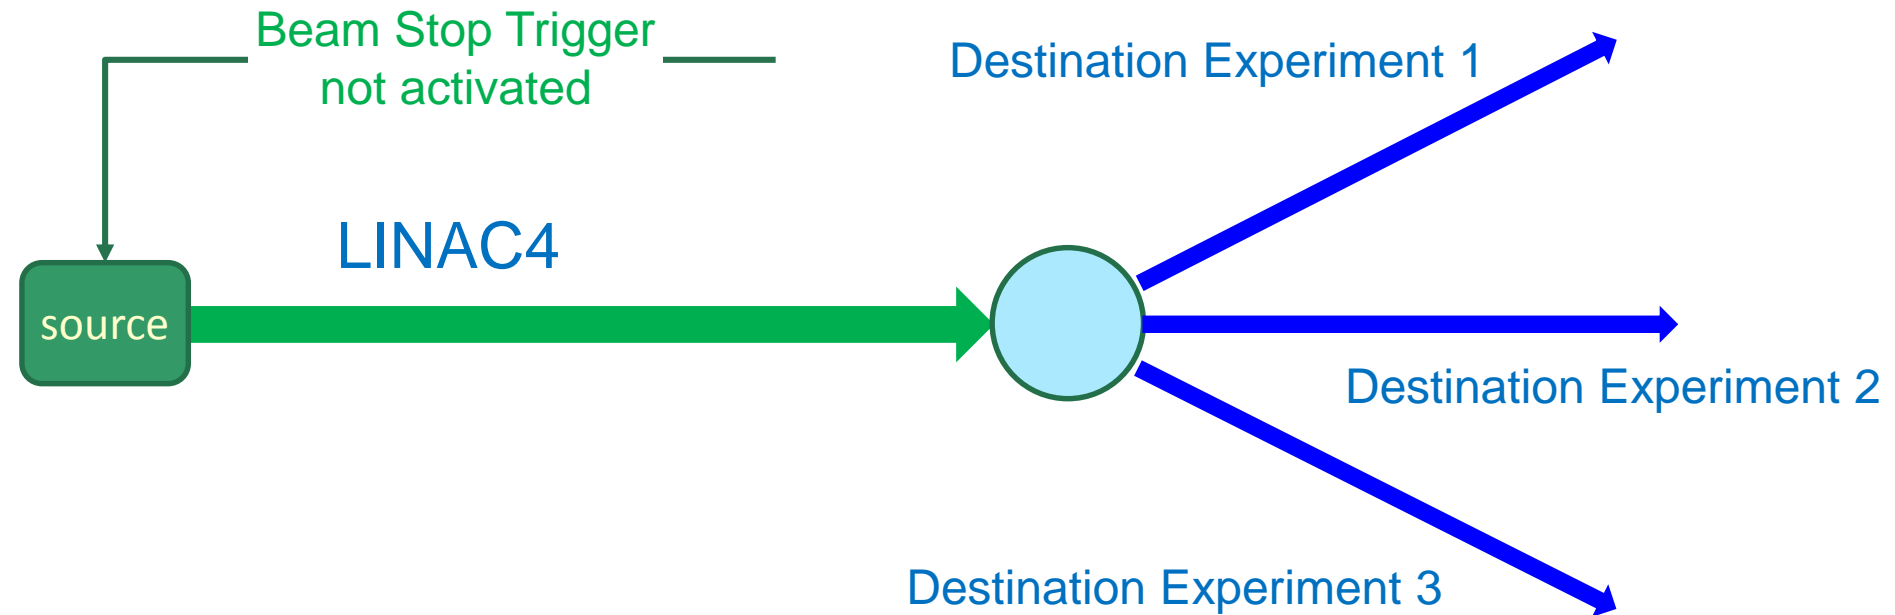 Beam Stop Trigger
not activated
Destination Experiment 1
LINAC4
source
Destination Experiment 2
Destination Experiment 3